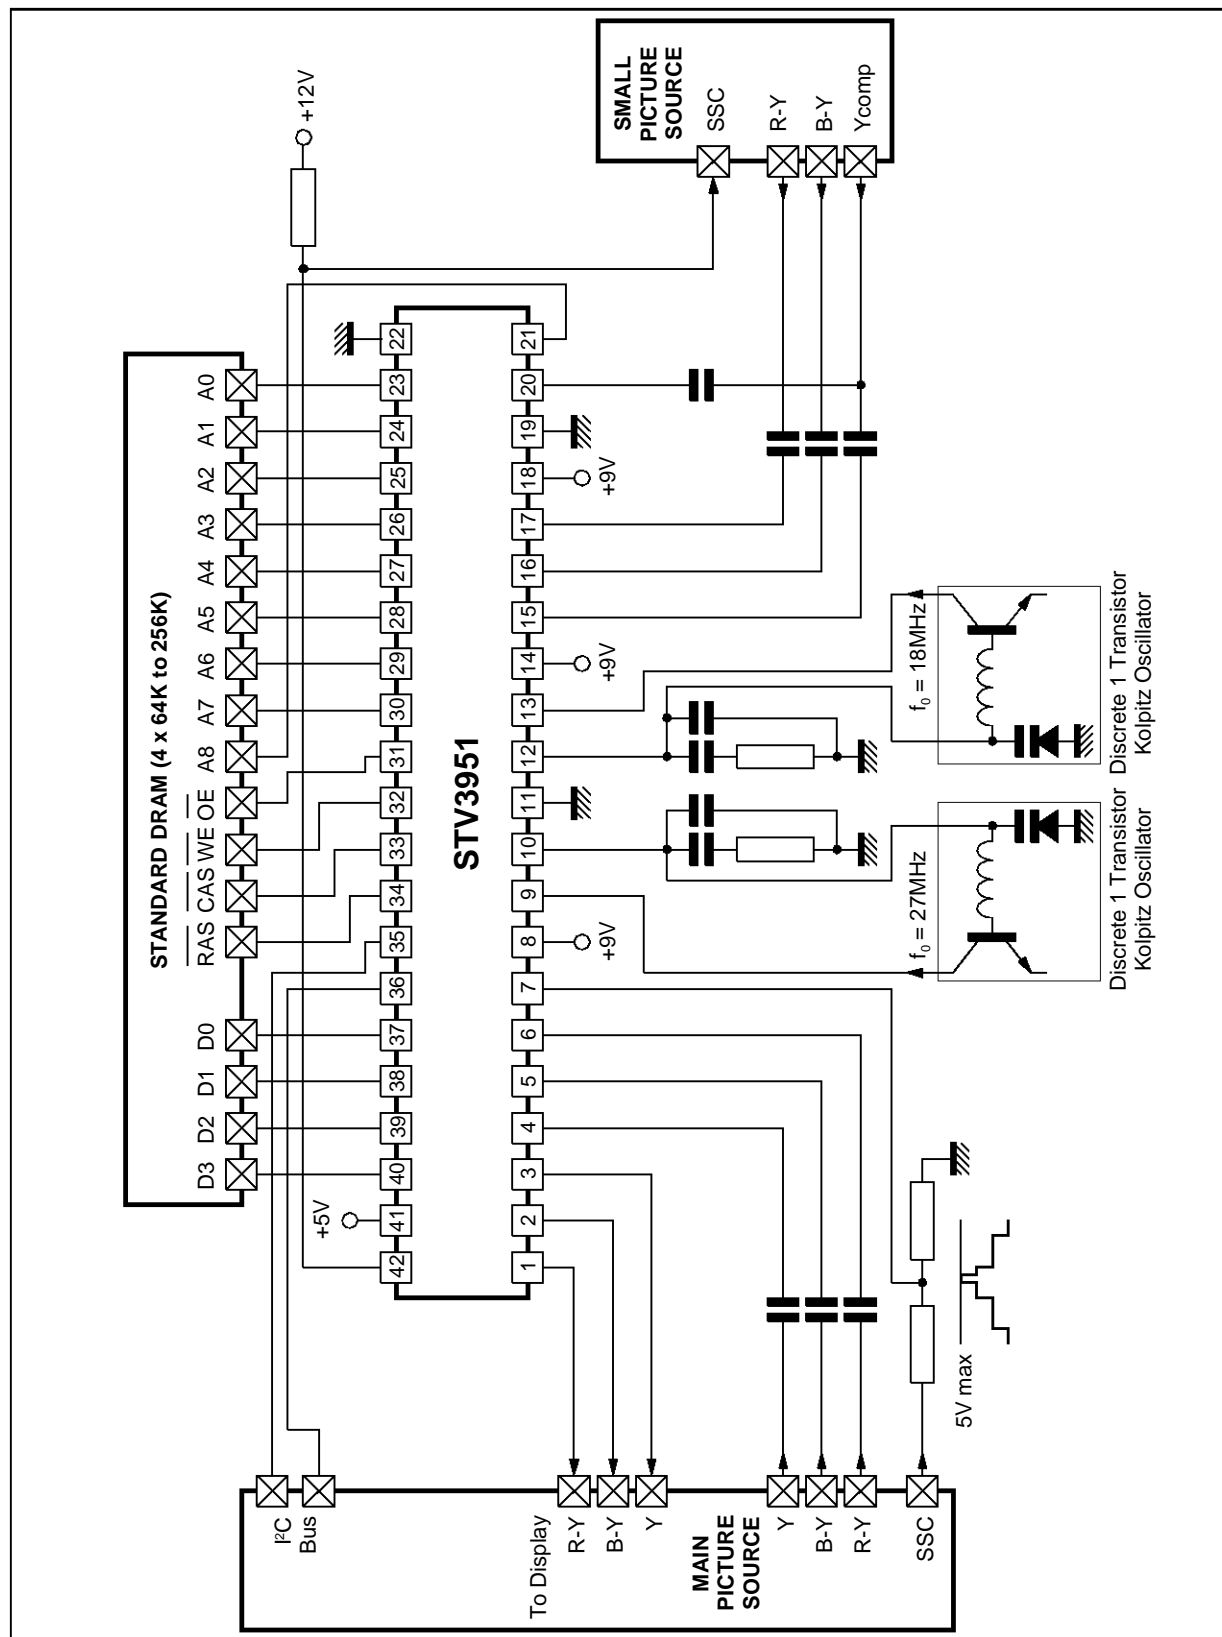 STANDARD DRAM (4 x 64K to 256K)
D3 D2 D1 D0 RAS CAS WE OE A8 A7 A6 A5 A4 A3 A2 A1 A0
I²C
Bus
+5V
+12V
42 41 40 39 38 37 36 35 34 33 32 31 30 29 28 27 26 25 24 23 22
STV3951
1 2 3 4 5 6 7 8 9 10 11 12 13 14 15 16 17 18 19 20 21
To Display
R-Y
B-Y
Y
+9V
+9V
+9V
MAIN
PICTURE
SOURCE
Y
B-Y
R-Y
SSC
SMALL
PICTURE
SOURCE
SSC
R-Y
B-Y
Ycomp
5V max
f0 = 27MHz
Discrete 1 Transistor
Kolpitz Oscillator
f0 = 18MHz
Discrete 1 Transistor
Kolpitz Oscillator